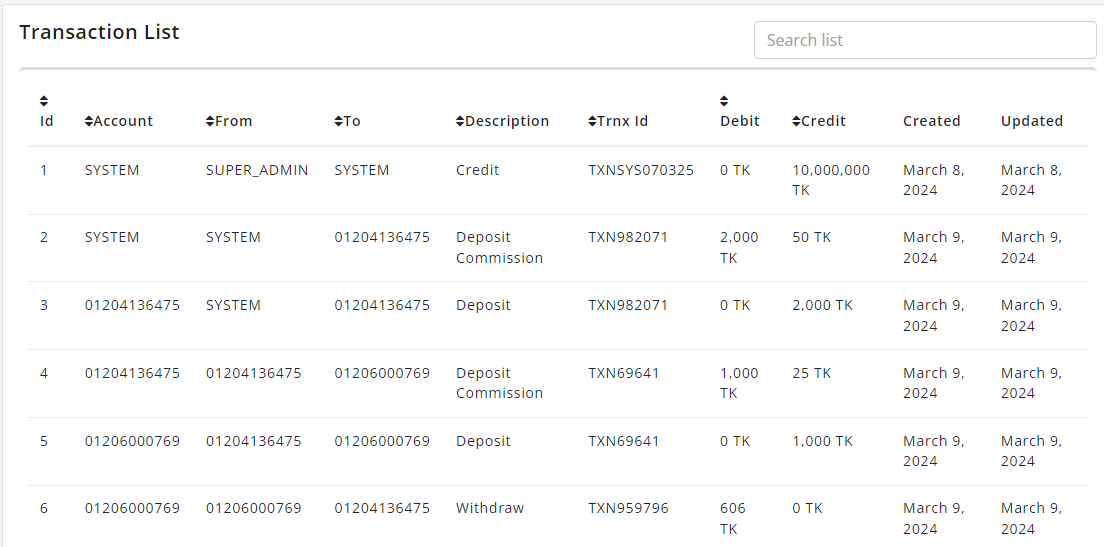 Transaction List
Search list
Id Account From To Description Trnx Id Debit Credit Created Updated
1 SYSTEM SUPER_ADMIN SYSTEM Credit TXNSYS070325 0 TK 10,000,000 March 8, March 8,
TK 2024 2024
2 SYSTEM SYSTEM 01204136475 Deposit TXN982071 2,000 50 TK March 9, March 9,
Commission TK 2024 2024
3 01204136475 SYSTEM 01204136475 Deposit TXN982071 0 TK 2,000 TK March 9, March 9,
2024 2024
4 01204136475 01204136475 01206000769 Deposit TXN69641 1,000 25 TK March 9, March 9,
Commission TK 2024 2024
5 01206000769 01204136475 01206000769 Deposit TXN69641 0 TK 1,000 TK March 9, March 9,
2024 2024
6 01206000769 01206000769 01204136475 Withdraw TXN959796 606 0 TK March 9, March 9,
TK 2024 2024